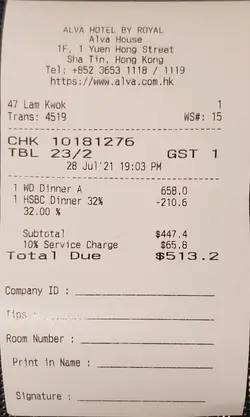 ALVA HOTEL BY ROYAL
Alva House
1F, 1 Yuen Hong Street
Sha Tin, Hong Kong
Tel: +852 3653 1118 / 1119
https://www.alva.com.hk
47 Lam Kwok 1
Trans: 4519 WS#: 15
CHK 10181276
TBL 23/2 GST 1
28 Jul'21 19:03 PM
1 WD Dinner A 658.0
1 HSBC Dinner 32% -210.6
32.00 %
Subtotal $447.4
10% Service Charge $65.8
Total Due $513.2
Company ID :
Tips :
Room Number :
Print in Name :
Signature :